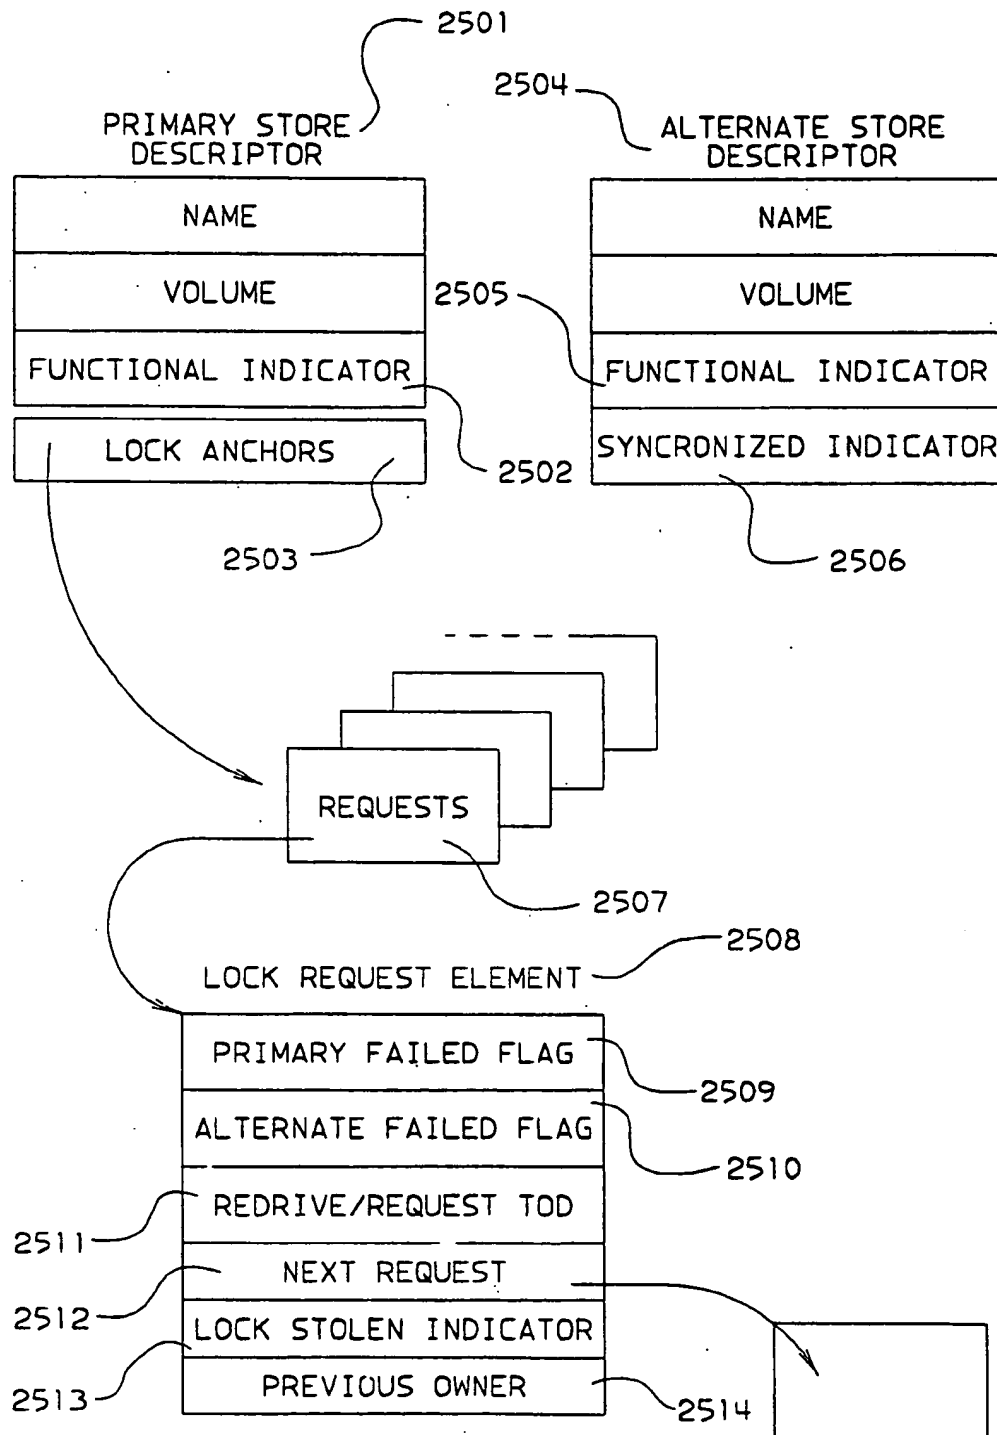 2501
2504
PRIMARY STORE
DESCRIPTOR
ALTERNATE STORE
DESCRIPTOR
NAME
NAME
VOLUME
2505
VOLUME
FUNCTIONAL INDICATOR
FUNCTIONAL INDICATOR
LOCK ANCHORS
2502
SYNCRONIZED INDICATOR
2503
2506
REQUESTS
2507
2508
LOCK REQUEST ELEMENT
PRIMARY FAILED FLAG
2509
ALTERNATE FAILED FLAG
2510
REDRIVE/REQUEST TOD
2511
NEXT REQUEST
2512
LOCK STOLEN INDICATOR
2513
PREVIOUS OWNER
2514